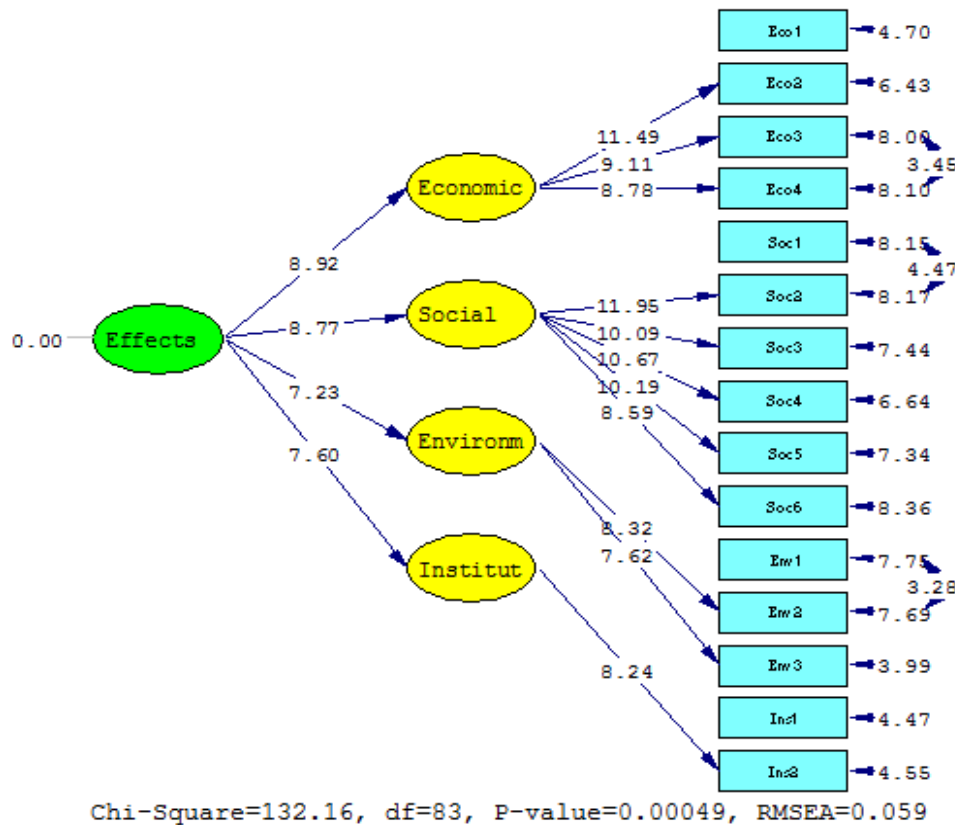 Eco1 4.70
Eco2 6.43
11.49
Eco3 8.00
9.11
3.45
Economic
8.78
Eco4 8.10
Soc1 8.15
8.92
4.47
11.95
Soc2 8.17
Social
8.77
10.09
0.00
Effects
Soc3 7.44
10.67
10.19
7.23
Soc4 6.64
8.59
Environm
7.60
Soc5 7.34
Soc6 8.36
8.32
7.62
Env1 7.75
Institut
3.28
Env2 7.69
8.24
Env3 3.99
Ins1 4.47
Ins2 4.55
Chi-Square=132.16, df=83, P-value=0.00049, RMSEA=0.059